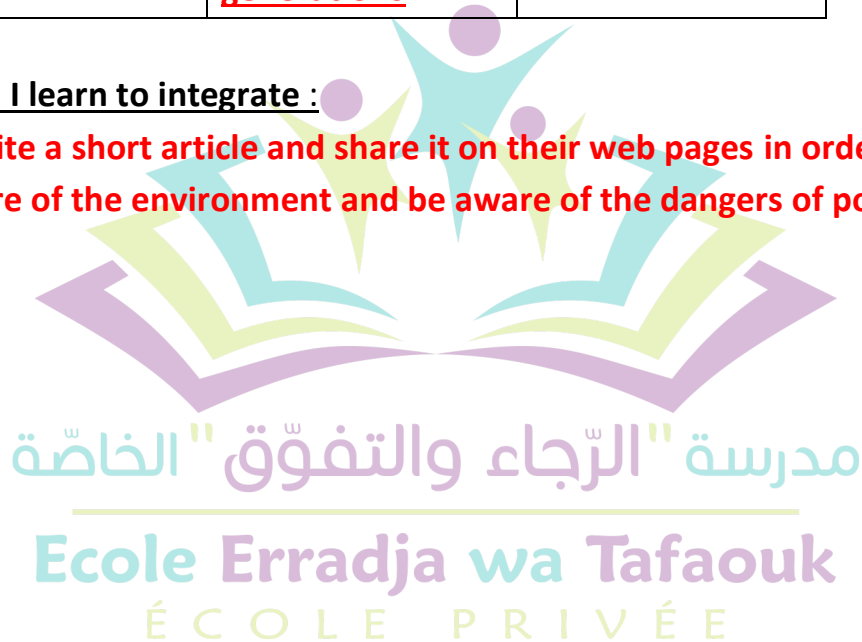 I learn to integrate :
ite a short article and share it on their web pages in orde
re of the environment and be aware of the dangers of po
مدرسة "الرّجاء والتفوّق" الخاصّة
Ecole Erradja wa Tafaouk
ÉCOLE PRIVÉE